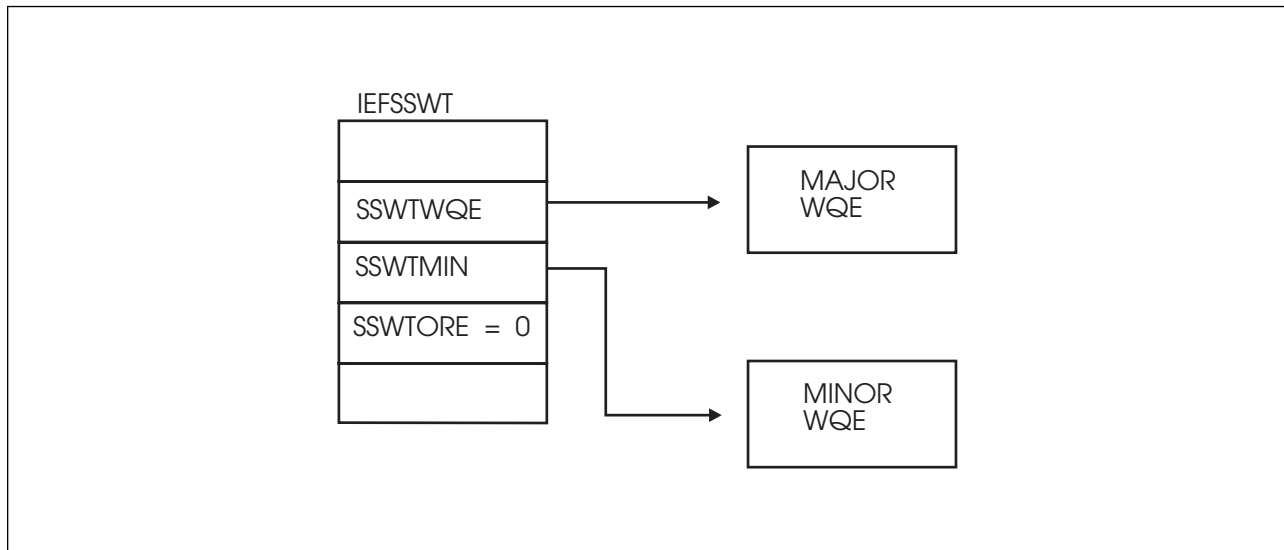 IEFSSWT
SSWTWQE
SSWTMIN
SSWTORE = 0
MAJOR
WQE
MINOR
WQE